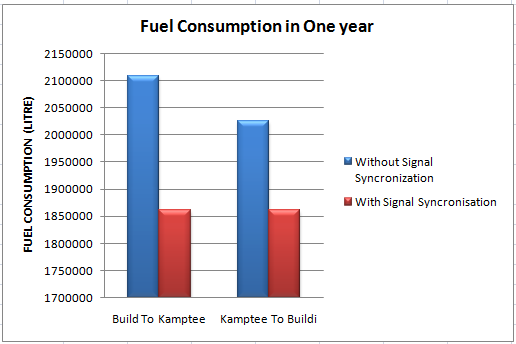 Fuel Consumption in One year
FUEL CONSUMPTION (LITRE)
2150000
2100000
2050000
2000000
1950000
1900000
1850000
1800000
1750000
1700000
Build To Kamptee
Kamptee To Buildi
Without Signal
Syncronization
With Signal Syncronisation